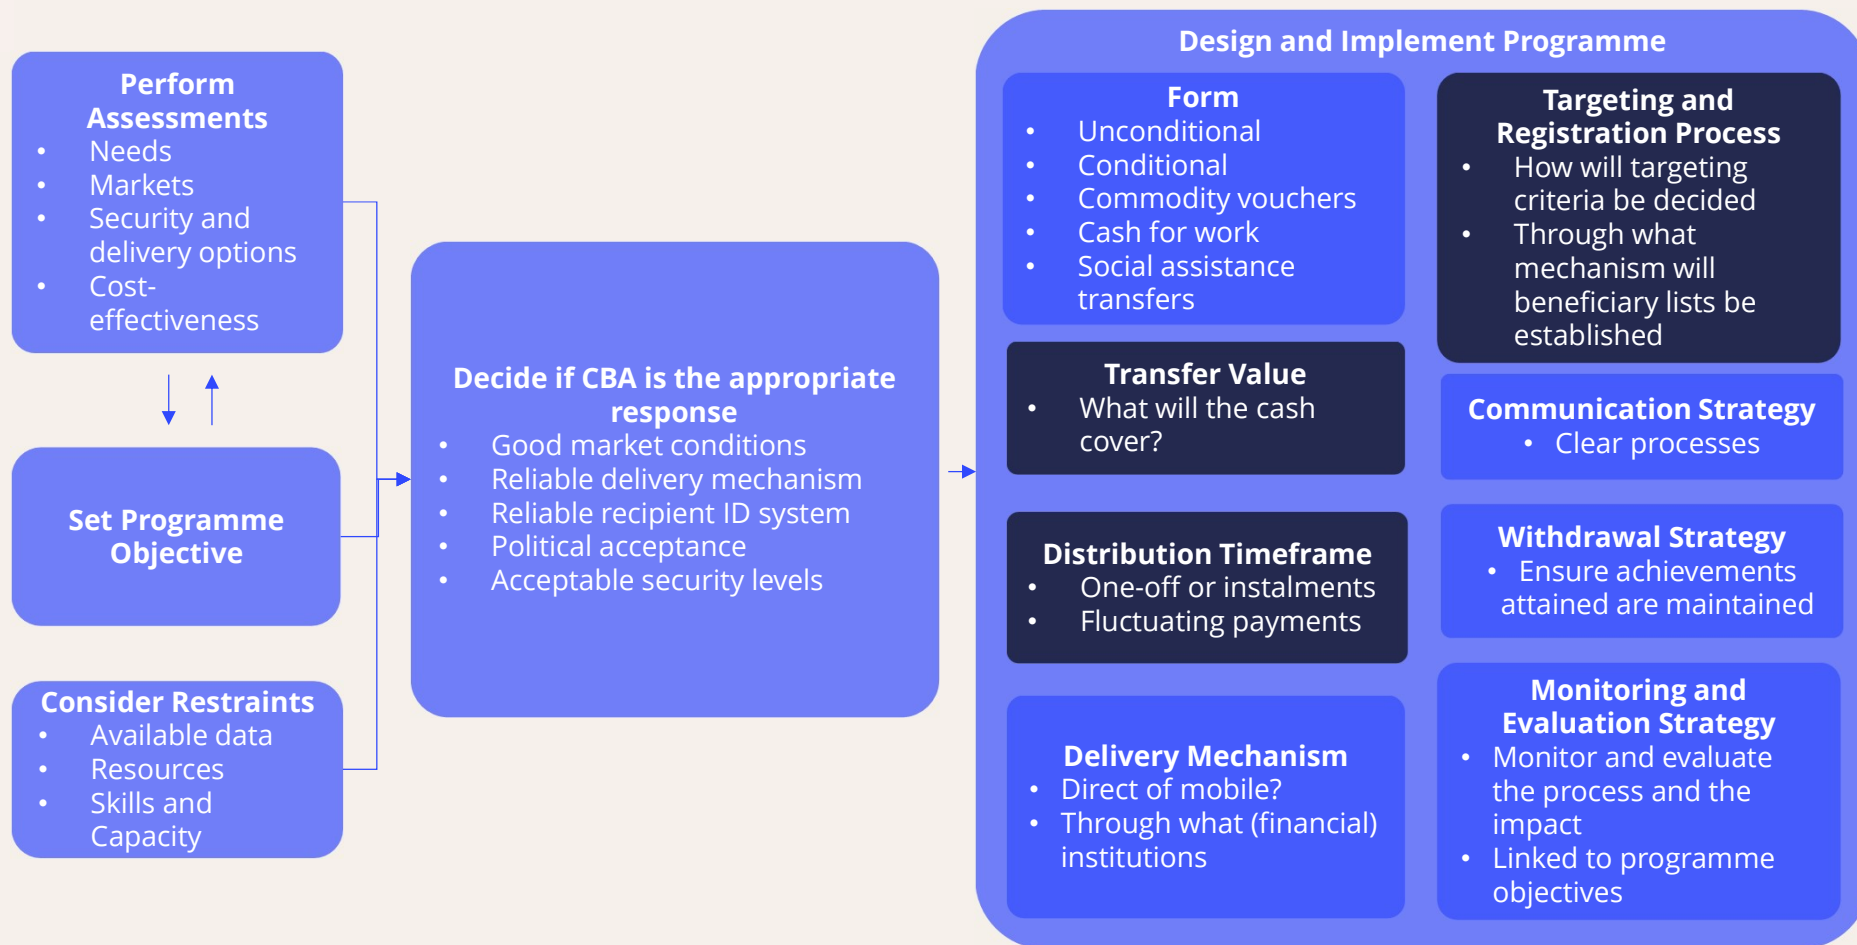 Perform
Assessments
• Needs
• Markets
• Security and
delivery options
• Cost-
effectiveness
Set Programme
Objective
Consider Restraints
• Available data
• Resources
• Skills and
Capacity
Decide if CBA is the appropriate
response
• Good market conditions
• Reliable delivery mechanism
• Reliable recipient ID system
• Political acceptance
• Acceptable security levels
Design and Implement Programme
Form
• Unconditional
• Conditional
• Commodity vouchers
• Cash for work
• Social assistance
transfers
Transfer Value
• What will the cash
cover?
Distribution Timeframe
• One-off or instalments
• Fluctuating payments
Delivery Mechanism
• Direct of mobile?
• Through what (financial)
institutions
Targeting and
Registration Process
• How will targeting
criteria be decided
• Through what
mechanism will
beneficiary lists be
established
Communication Strategy
• Clear processes
Withdrawal Strategy
• Ensure achievements
attained are maintained
Monitoring and
Evaluation Strategy
• Monitor and evaluate
the process and the
impact
• Linked to programme
objectives